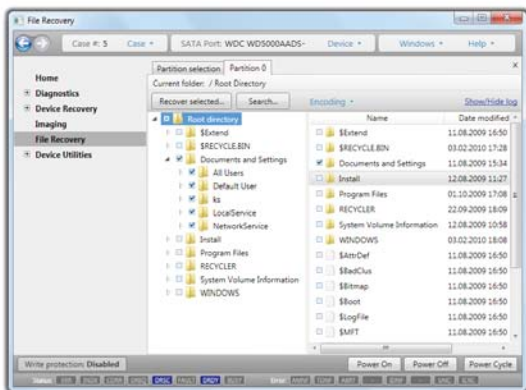 File Recovery
Case #: 5 Case SATA Port: WDC WD5000AADS- Device Windows Help
Home
Diagnostics
Device Recovery
Imaging
File Recovery
Device Utilities
Partition selection Partition 0
Current folder: / Root Directory
Recover selected... Search... Encoding Show/Hide log
Root directory
$Extend
$RECYCLE.BIN
Documents and Settings
All Users
Default User
ks
LocalService
NetworkService
Install
Program Files
RECYCLER
System Volume Information
WINDOWS
Name Date modified
$Extend 11.08.2009 16:50
$RECYCLE.BIN 03.02.2010 17:28
Documents and Settings 11.08.2009 15:34
Install 12.08.2009 11:27
Program Files 01.10.2009 17:08
RECYCLER 22.09.2009 18:09
System Volume Information 12.08.2009 10:58
WINDOWS 03.02.2010 18:08
$AttrDef 11.08.2009 16:50
$BadClus 11.08.2009 16:50
$Bitmap 11.08.2009 16:50
$Boot 11.08.2009 16:50
$LogFile 11.08.2009 16:50
$MFT 11.08.2009 16:50
Write protection: Disabled Power On Power Off Power Cycle
Status: DRSC DRDY Error: